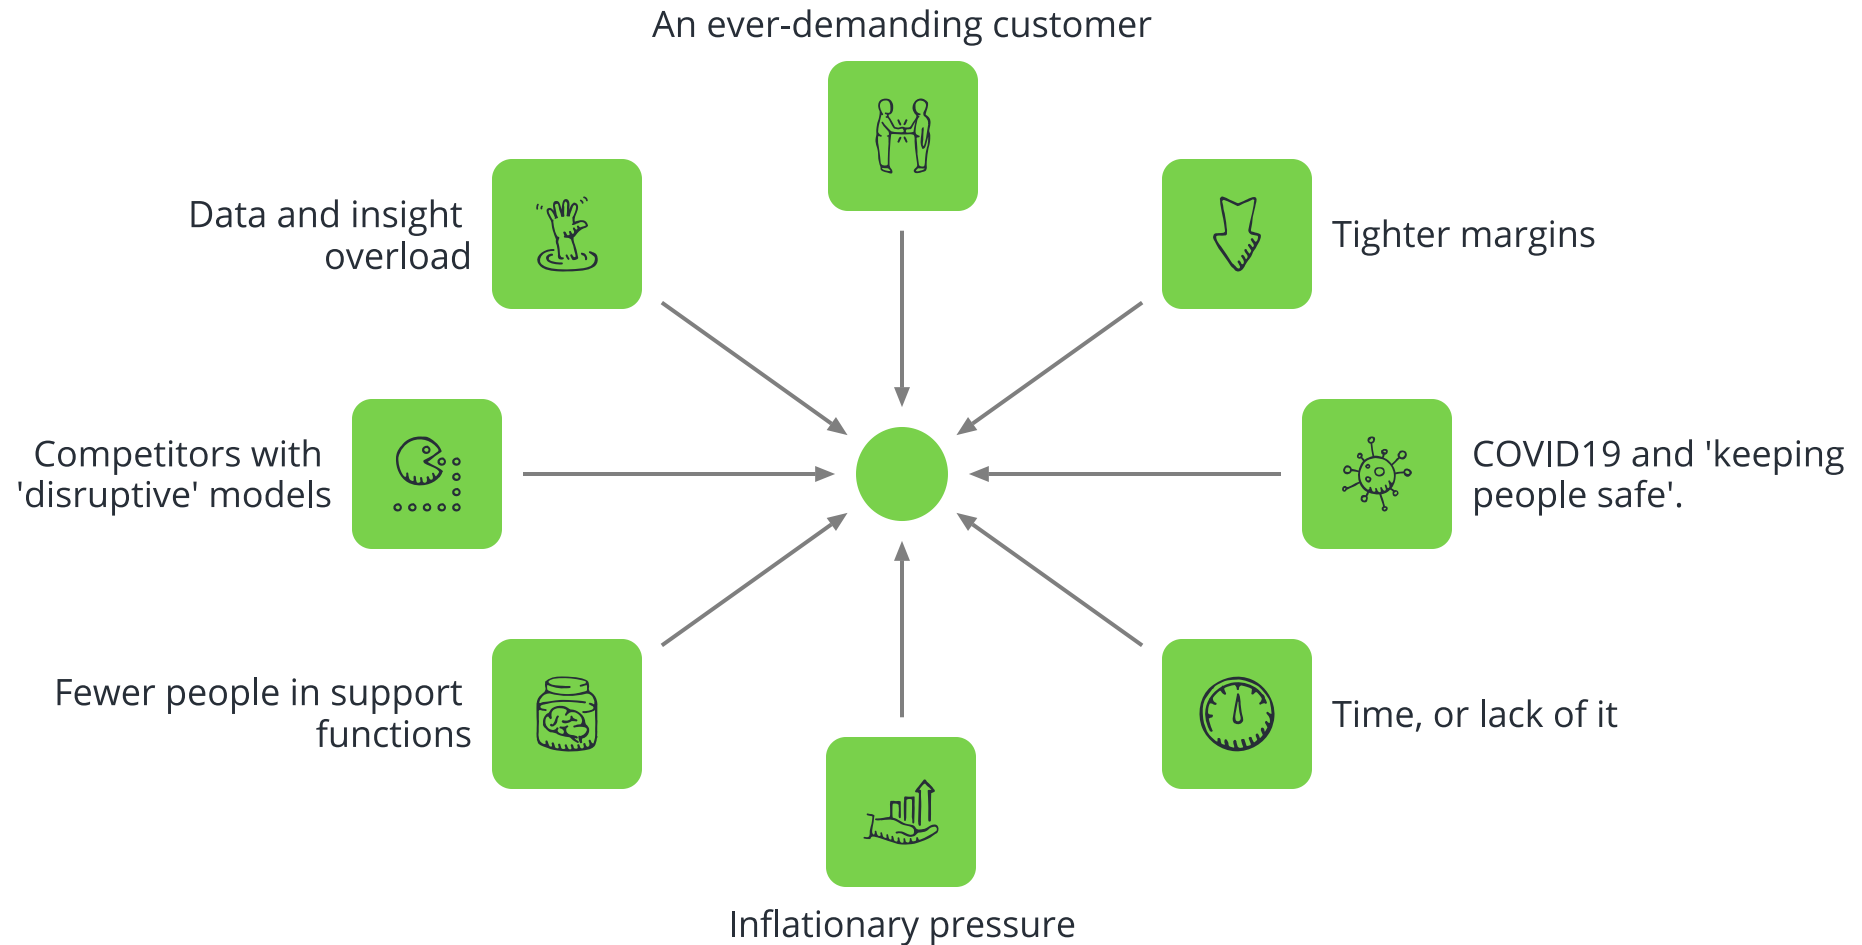 An ever-demanding customer
Data and insight
overload
Tighter margins
Competitors with
'disruptive' models
COVID19 and 'keeping
people safe'.
Fewer people in support
functions
Time, or lack of it
Inflationary pressure